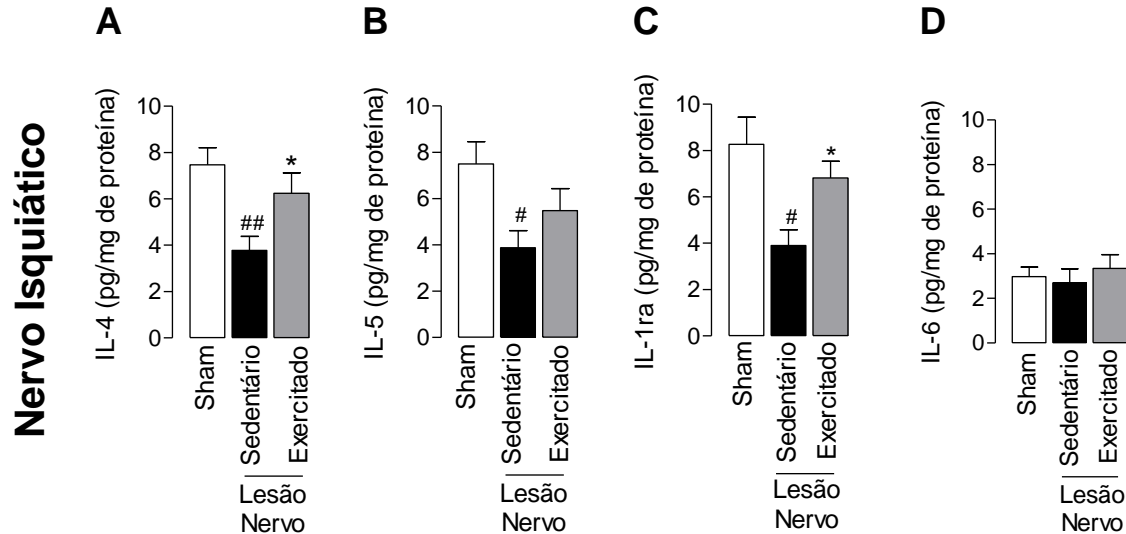 A
B
C
D
Nervo Isquiático
IL-4 (pg/mg de proteína)
10
8
6
4
2
0
##
*
Sham
Sedentário
Exercitado
Lesão
Nervo
IL-5 (pg/mg de proteína)
10
8
6
4
2
0
#
Sham
Sedentário
Exercitado
Lesão
Nervo
IL-1ra (pg/mg de proteína)
10
8
6
4
2
0
#
*
Sham
Sedentário
Exercitado
Lesão
Nervo
IL-6 (pg/mg de proteína)
10
8
6
4
2
0
Sham
Sedentário
Exercitado
Lesão
Nervo